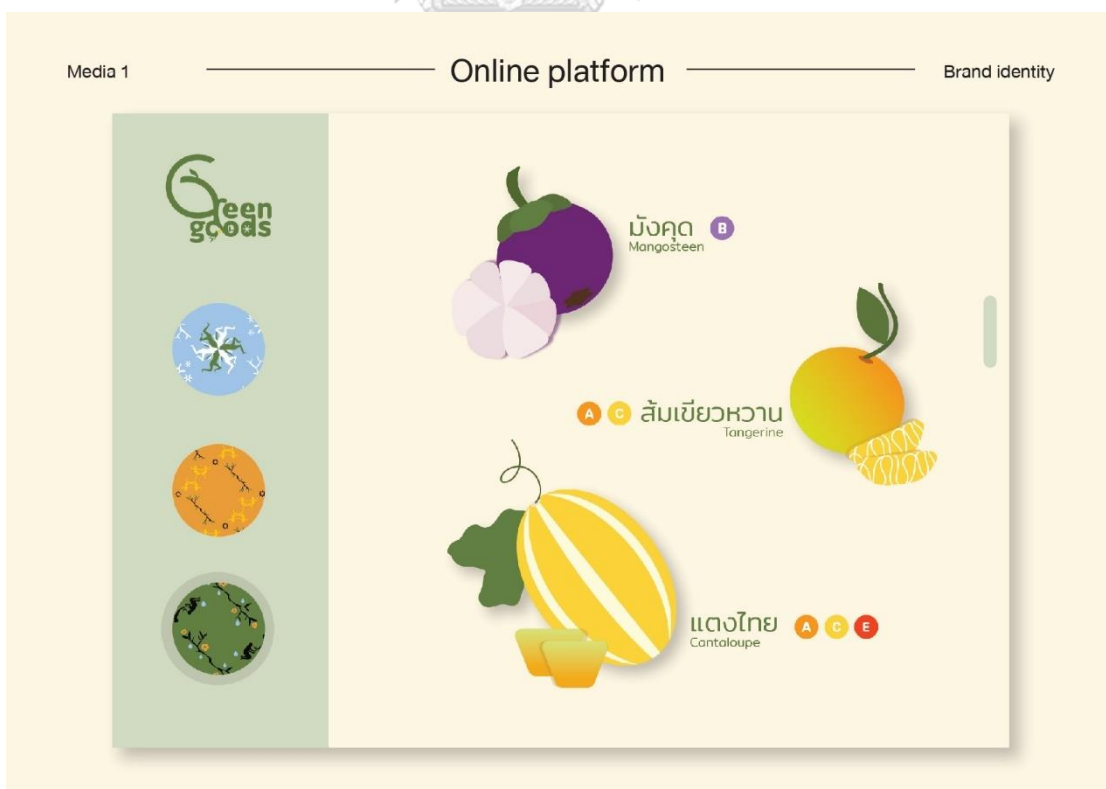 Media 1
Online platform
Brand identity
Green
goods
มังคุด B
Mangosteen
A C ส้มเขียวหวาน
Tangerine
แตงไทย A C E
Cantaloupe